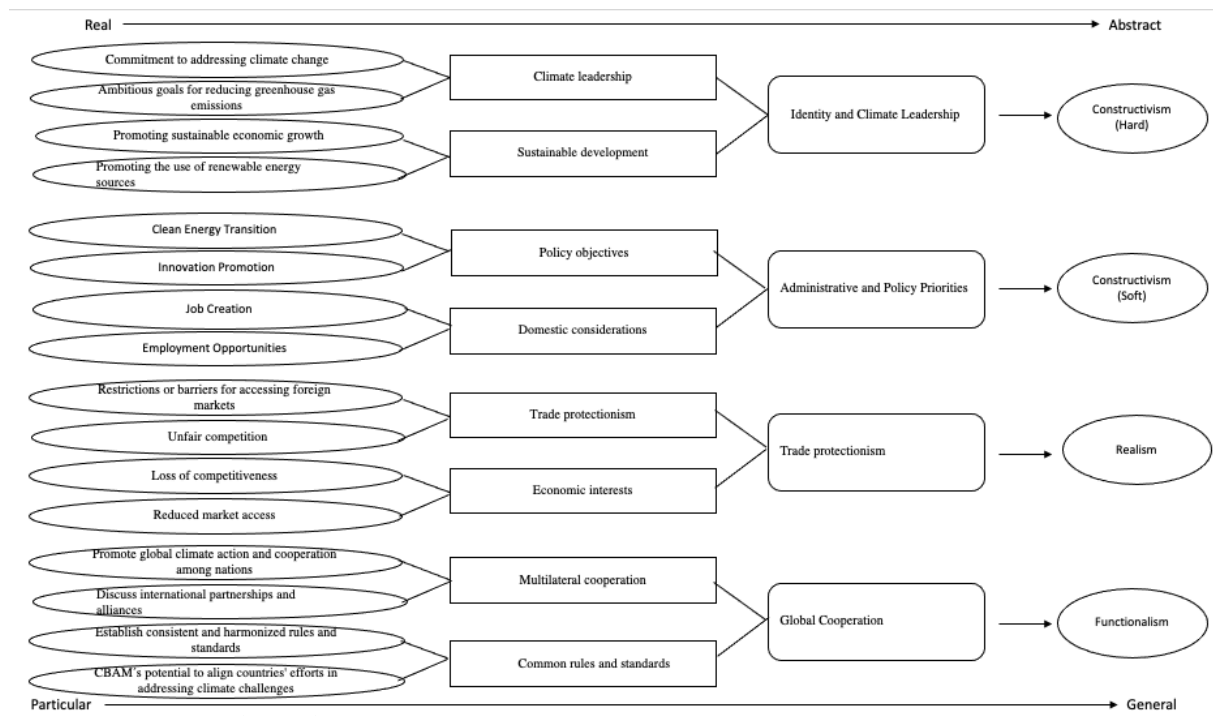 Real
Abstract
Commitment to addressing climate change
Ambitious goals for reducing greenhouse gas
emissions
Promoting sustainable economic growth
Promoting the use of renewable energy
sources
Climate leadership
Sustainable development
Identity and Climate Leadership
Constructivism
(Hard)
Clean Energy Transition
Innovation Promotion
Job Creation
Employment Opportunities
Policy objectives
Domestic considerations
Administrative and Policy Priorities
Constructivism
(Soft)
Restrictions or barriers for accessing foreign
markets
Unfair competition
Loss of competitiveness
Reduced market access
Trade protectionism
Economic interests
Trade protectionism
Realism
Promote global climate action and cooperation
among nations
Discuss international partnerships and
alliances
Establish consistent and harmonized rules and
standards
CBAM's potential to align countries' efforts in
addressing climate challenges
Multilateral cooperation
Common rules and standards
Global Cooperation
Functionalism
Particular
General